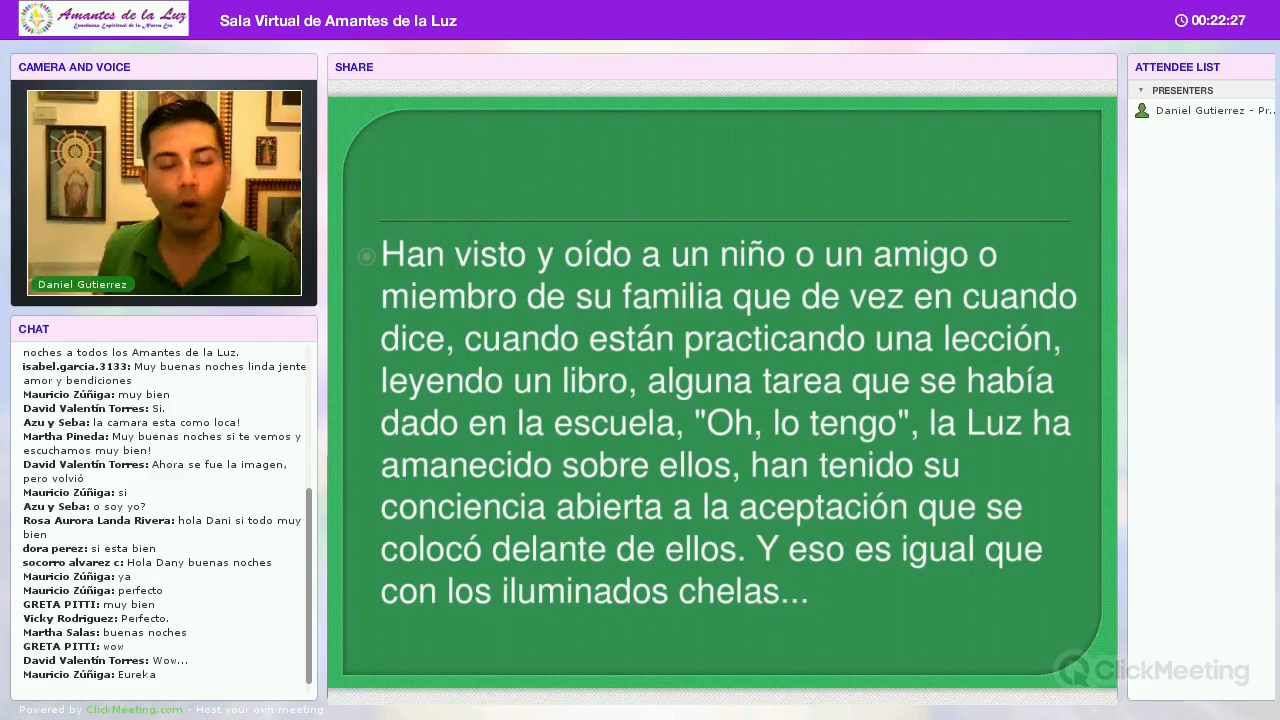 Amantes de la Luz
Enseñanza Espiritual de la Nueva Era
Sala Virtual de Amantes de la Luz
00:22:27
CAMERA AND VOICE
Daniel Gutierrez
CHAT
noches a todos los Amantes de la Luz.
isabel.garcia.3133: Muy buenas noches linda jente
amor y bendiciones
Mauricio Zúñiga: muy bien
David Valentín Torres: Si.
Azu y Seba: la camara esta como loca!
Martha Pineda: Muy buenas noches si te vemos y
escuchamos muy bien!
David Valentín Torres: Ahora se fue la imagen,
pero volvió
Mauricio Zúñiga: si
Azu y Seba: o soy yo?
Rosa Aurora Landa Rivera: hola Dani si todo muy
bien
dora perez: si esta bien
socorro alvarez c: Hola Dany buenas noches
Mauricio Zúñiga: ya
Mauricio Zúñiga: perfecto
GRETA PITTI: muy bien
Vicky Rodriguez: Perfecto.
Martha Salas: buenas noches
GRETA PITTI: wow
David Valentín Torres: Wow...
Mauricio Zúñiga: Eureka
Powered by ClickMeeting.com - Host your own meeting
SHARE
Han visto y oído a un niño o un amigo o
miembro de su familia que de vez en cuando
dice, cuando están practicando una lección,
leyendo un libro, alguna tarea que se había
dado en la escuela, "Oh, lo tengo", la Luz ha
amanecido sobre ellos, han tenido su
conciencia abierta a la aceptación que se
colocó delante de ellos. Y eso es igual que
con los iluminados chelas...
ClickMeeting
ATTENDEE LIST
PRESENTERS
Daniel Gutierrez - Pr...